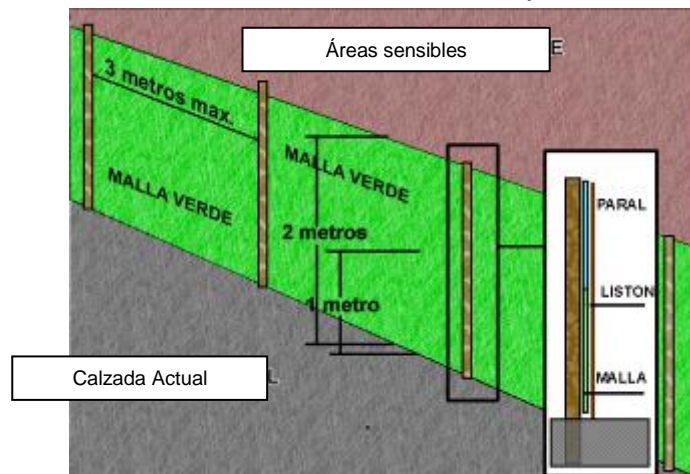 Áreas sensibles
E
3 metros max.
MALLA VERDE
MALLA VERDE
2 metros
1 metro
PARAL
LISTON
MALLA
Calzada Actual
L